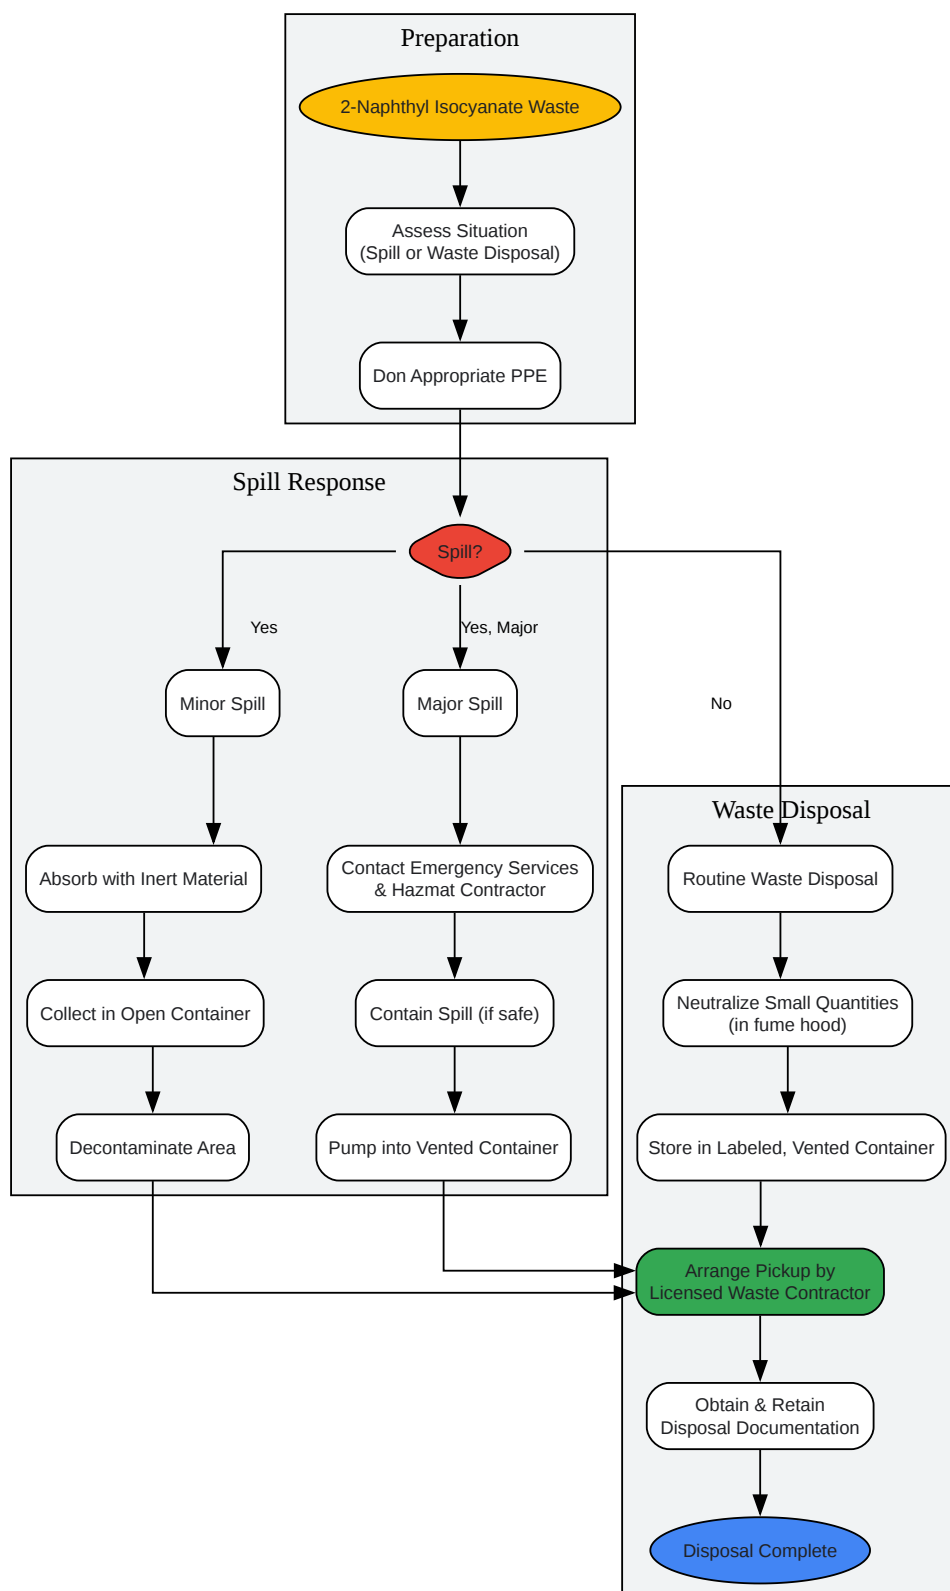 Preparation
2-Naphthyl Isocyanate Waste
Assess Situation
(Spill or Waste Disposal)
Don Appropriate PPE
Spill Response
Spill?
Yes
Yes, Major
No
Minor Spill
Major Spill
Waste Disposal
Absorb with Inert Material
Contact Emergency Services
& Hazmat Contractor
Routine Waste Disposal
Collect in Open Container
Contain Spill (if safe)
Neutralize Small Quantities
(in fume hood)
Decontaminate Area
Pump into Vented Container
Store in Labeled, Vented Container
Arrange Pickup by
Licensed Waste Contractor
Obtain & Retain
Disposal Documentation
Disposal Complete